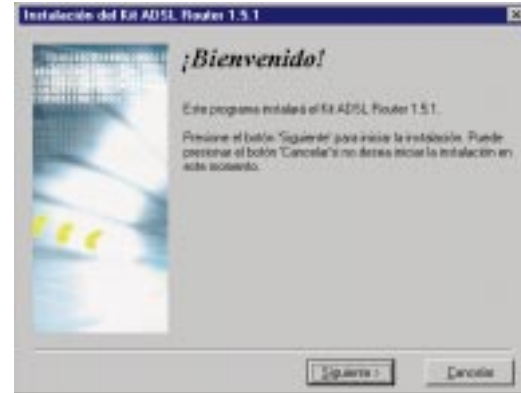 Instalación del Kit ADSL Router 1.5.1
¡Bienvenido!
Este programa instalará el Kit ADSL Router 1.5.1.
Presione el botón 'Siguiente' para iniciar la instalación. Puede
presionar el botón 'Cancelar' si no desea iniciar la instalación en
este momento.
Siguiente >
Cancelar